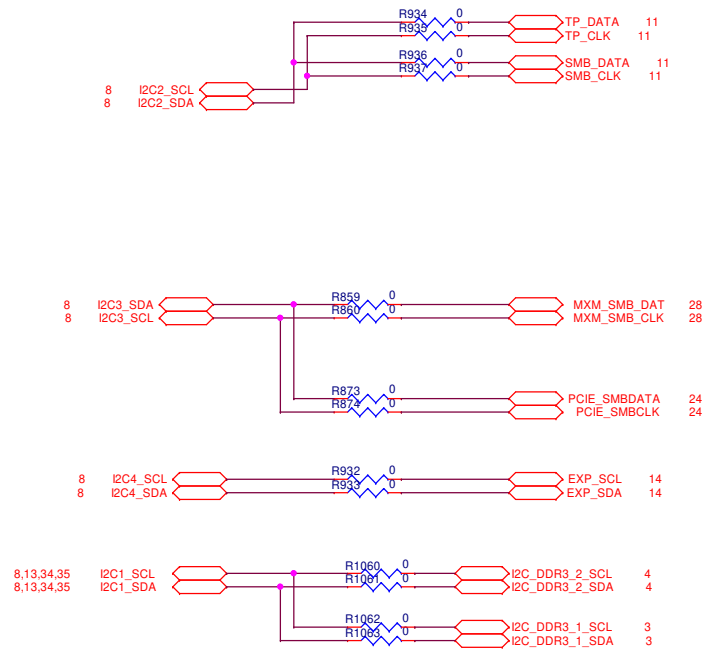 R934 0 TP_DATA 11
R935 0 TP_CLK 11
R936 0 SMB_DATA 11
R937 0 SMB_CLK 11
8 I2C2_SCL
8 I2C2_SDA
8 I2C3_SDA R859 0 MXM_SMB_DAT 28
8 I2C3_SCL R860 0 MXM_SMB_CLK 28
R873 0 PCIE_SMBDATA 24
R874 0 PCIE_SMBCLK 24
8 I2C4_SCL R932 0 EXP_SCL 14
8 I2C4_SDA R933 0 EXP_SDA 14
8,13,34,35 I2C1_SCL R1060 0 I2C_DDR3_2_SCL 4
8,13,34,35 I2C1_SDA R1061 0 I2C_DDR3_2_SDA 4
R1062 0 I2C_DDR3_1_SCL 3
R1063 0 I2C_DDR3_1_SDA 3